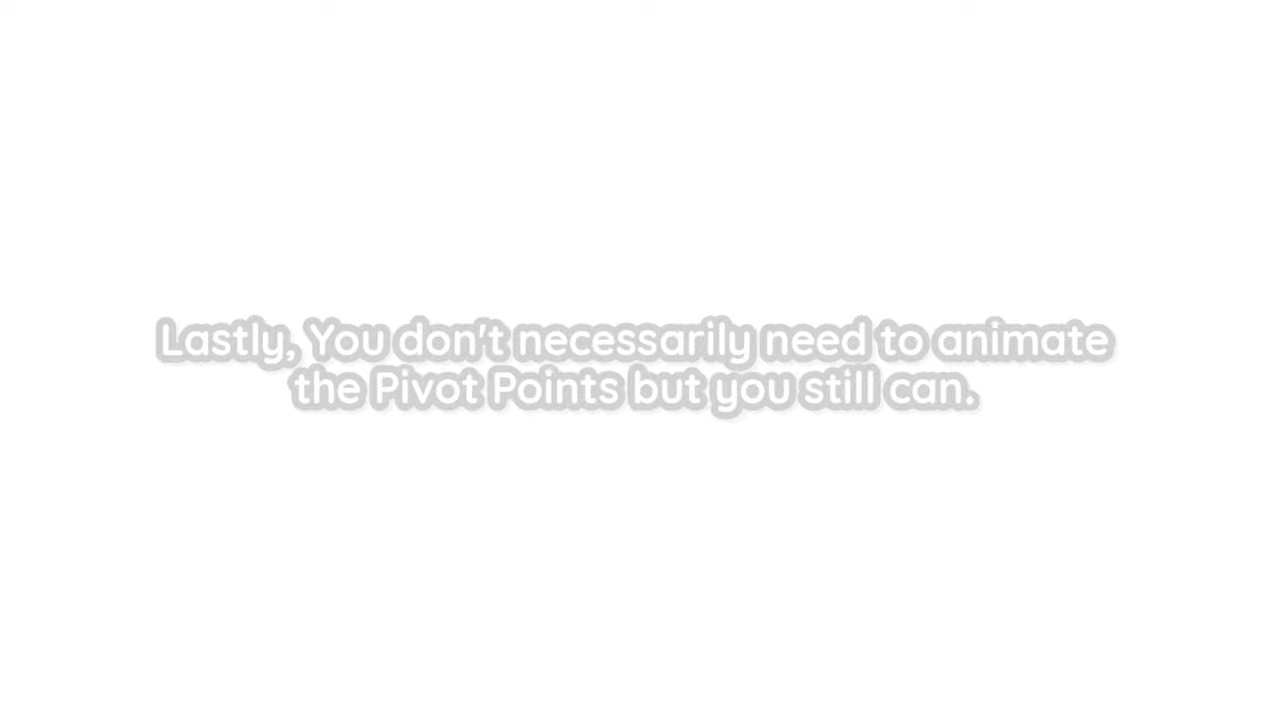 Lastly, You don't necessarily need to animate
the Pivot Points but you still can.